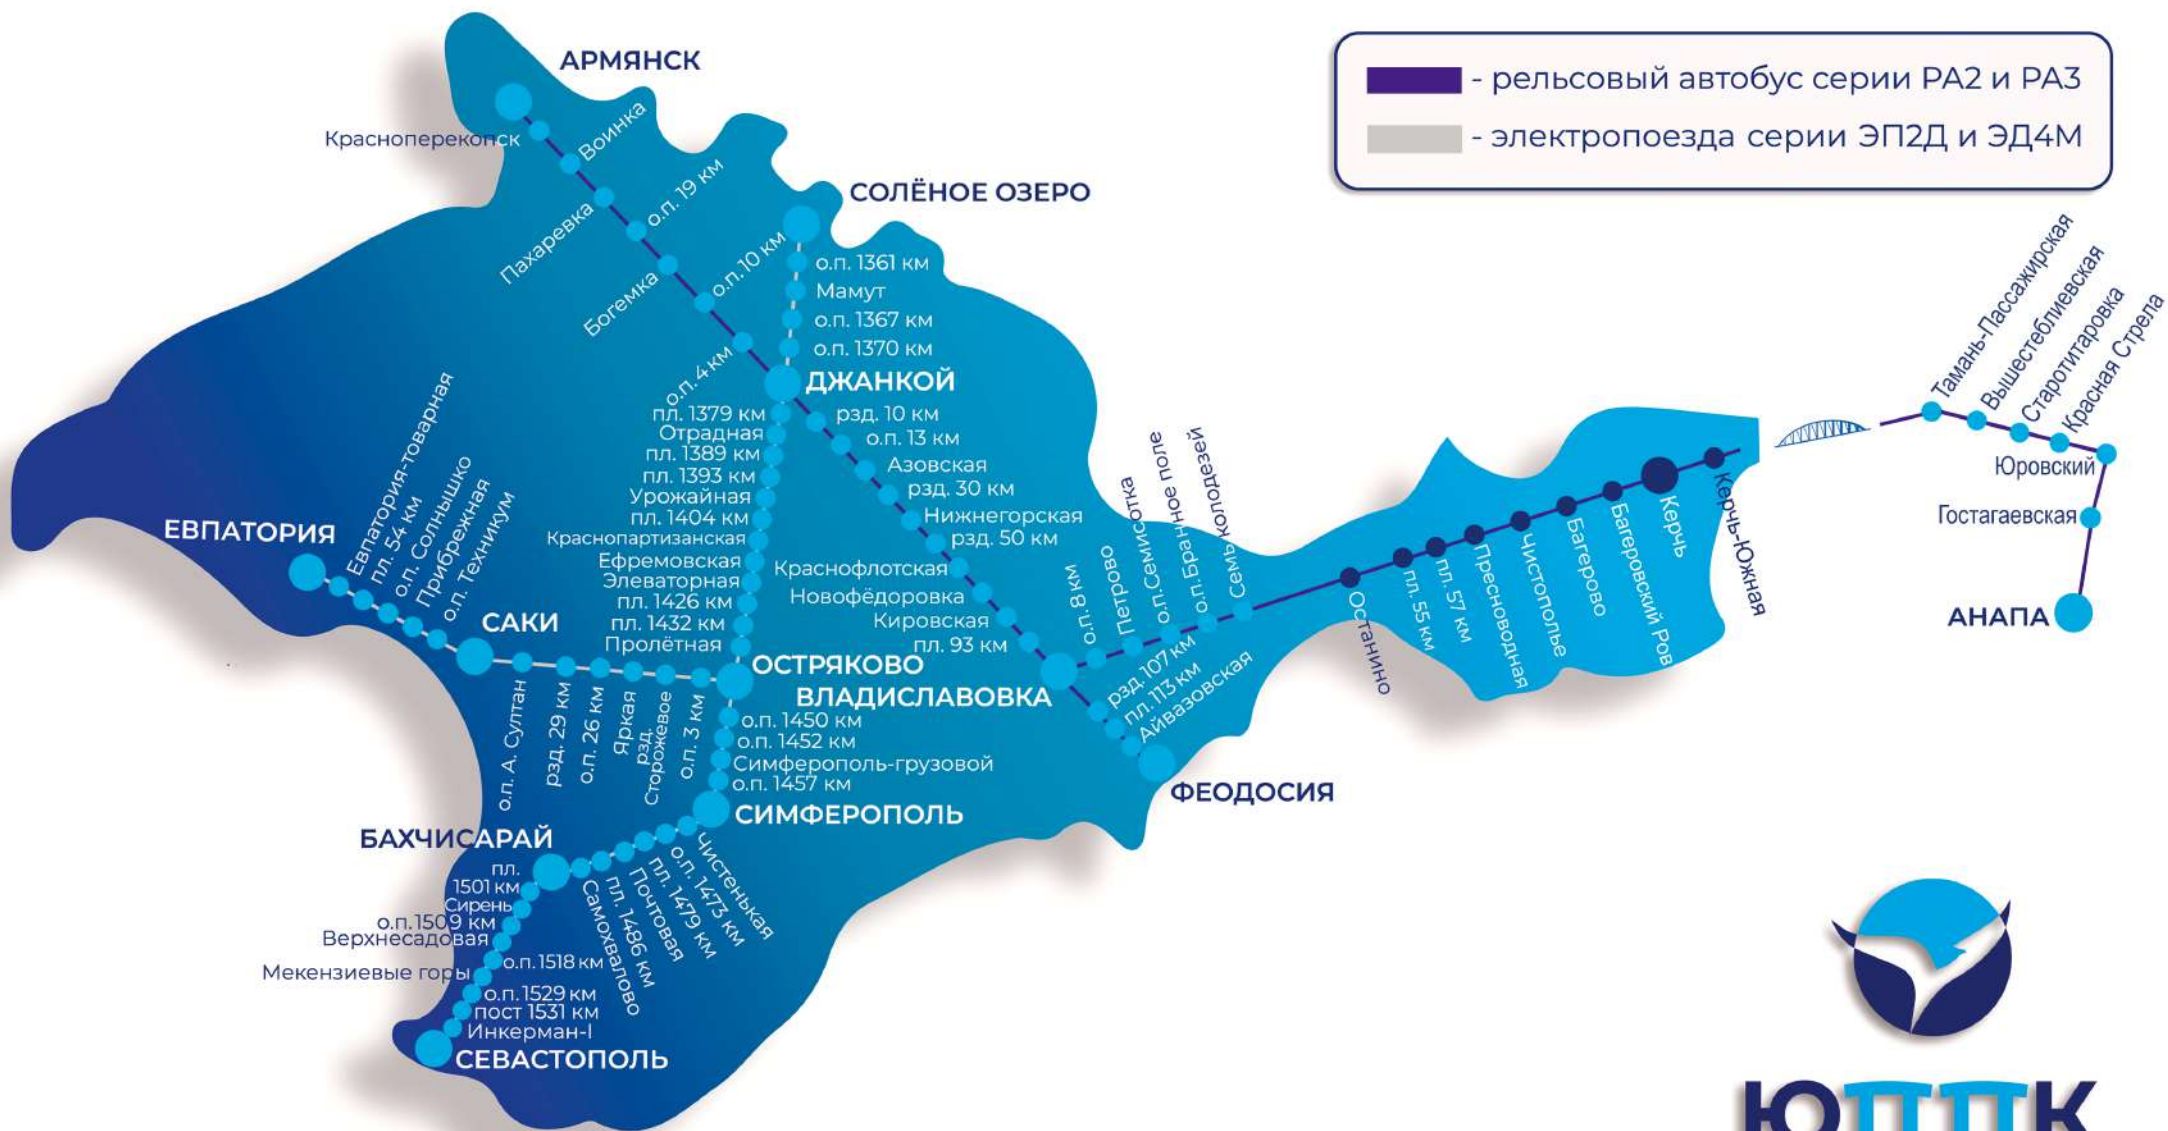 - рельсовый автобус серии РА2 и РА3
- электропоезда серии ЭП2Д и ЭД4М
АРМЯНСК
Красноперекопск
Воинка
Пахаревка
о.п. 19 км
Богемка
о.п.10 км
о.п. 4 км
СОЛЁНОЕ ОЗЕРО
о.п. 1361 км
Мамут
о.п. 1367 км
о.п. 1370 км
ДЖАНКОЙ
пл. 1379 км
Отрадная
пл. 1389 км
пл. 1393 км
Урожайная
пл. 1404 км
Краснопартизанская
Ефремовская
Элеваторная
пл. 1426 км
пл. 1432 км
Пролётная
ОСТРЯКОВО
рзд. 10 км
о.п. 13 км
Азовская
рзд. 30 км
Нижнегорская
рзд. 50 км
Краснофлотская
Новофёдоровка
Кировская
пл. 93 км
ВЛАДИСЛАВОВКА
рзд. 107 км
пл. 113 км
Айвазовская
ФЕОДОСИЯ
о.п. 8 км
Петрово
о.п.Семисотка
о.п. Бранное поле
Семь колодезей
Останино
пл. 55 км
пл. 57 км
Пресноводная
Чистополье
Багерово
Багеровский Ров
Керчь
Керчь-Южная
Тамань-Пассажирская
Вышестеблиевская
Старотитаровка
Красная Стрела
Юровский
Гостагаевская
АНАПА
ЕВПАТОРИЯ
Евпатория-товарная
пл. 54 км
о.п. Солнышко
Прибрежная
о.п. Техникум
САКИ
о.п. А. Султан
рзд. 29 км
о.п. 26 км
Яркая
рзд.
Сторожевое
о.п. 3 км
о.п. 1450 км
о.п. 1452 км
Симферополь-грузовой
о.п. 1457 км
СИМФЕРОПОЛЬ
Чистенькая
о.п. 1473 км
пл. 1479 км
Почтовая
пл. 1486 км
Самохвалово
БАХЧИСАРАЙ
пл.
1501 км
Сирень
о.п.1509 км
Верхнесадовая
о.п.1518 км
Мекензиевые горы
о.п.1529 км
пост 1531 км
Инкерман-I
СЕВАСТОПОЛЬ
ЮППК